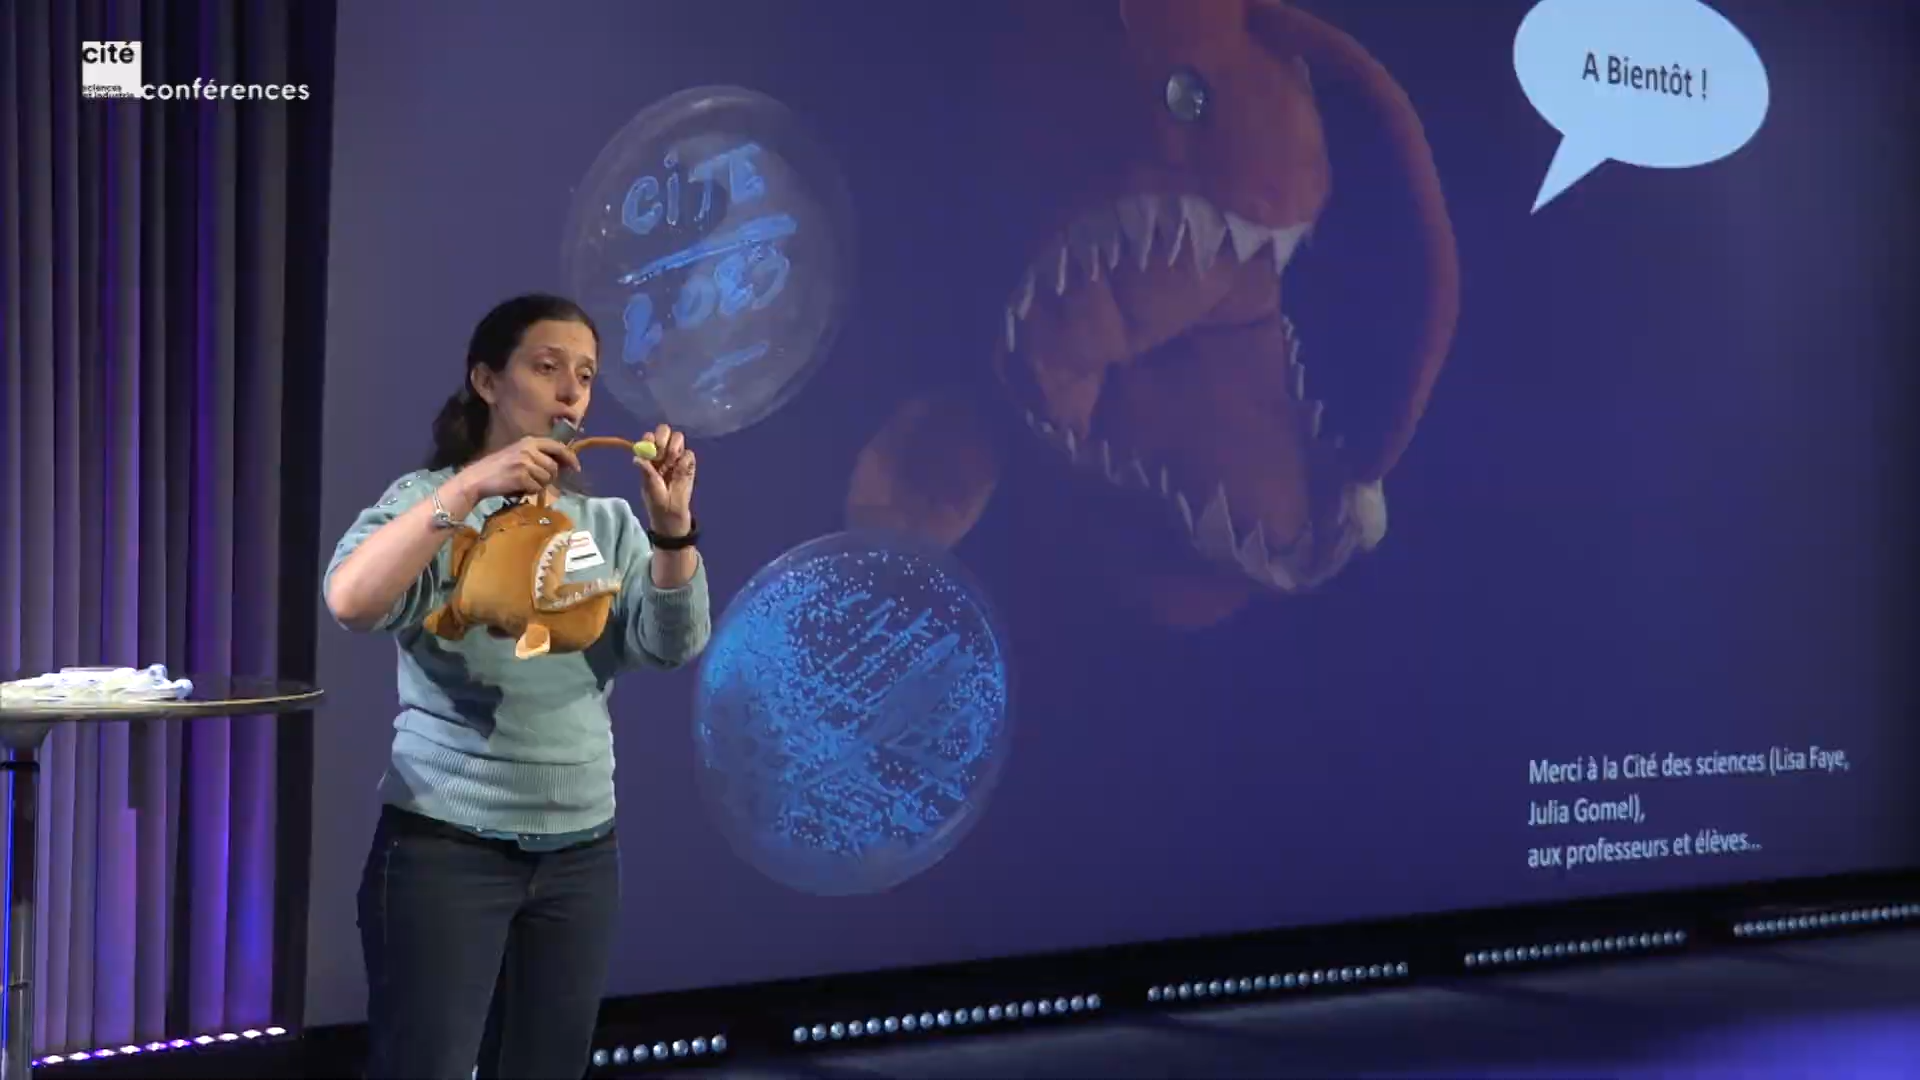 cité
sciences
et industrie
conférences
A Bientôt !
CiTE
2023
Merci à la Cité des sciences (Lisa Faye,
Julia Gomel),
aux professeurs et élèves...